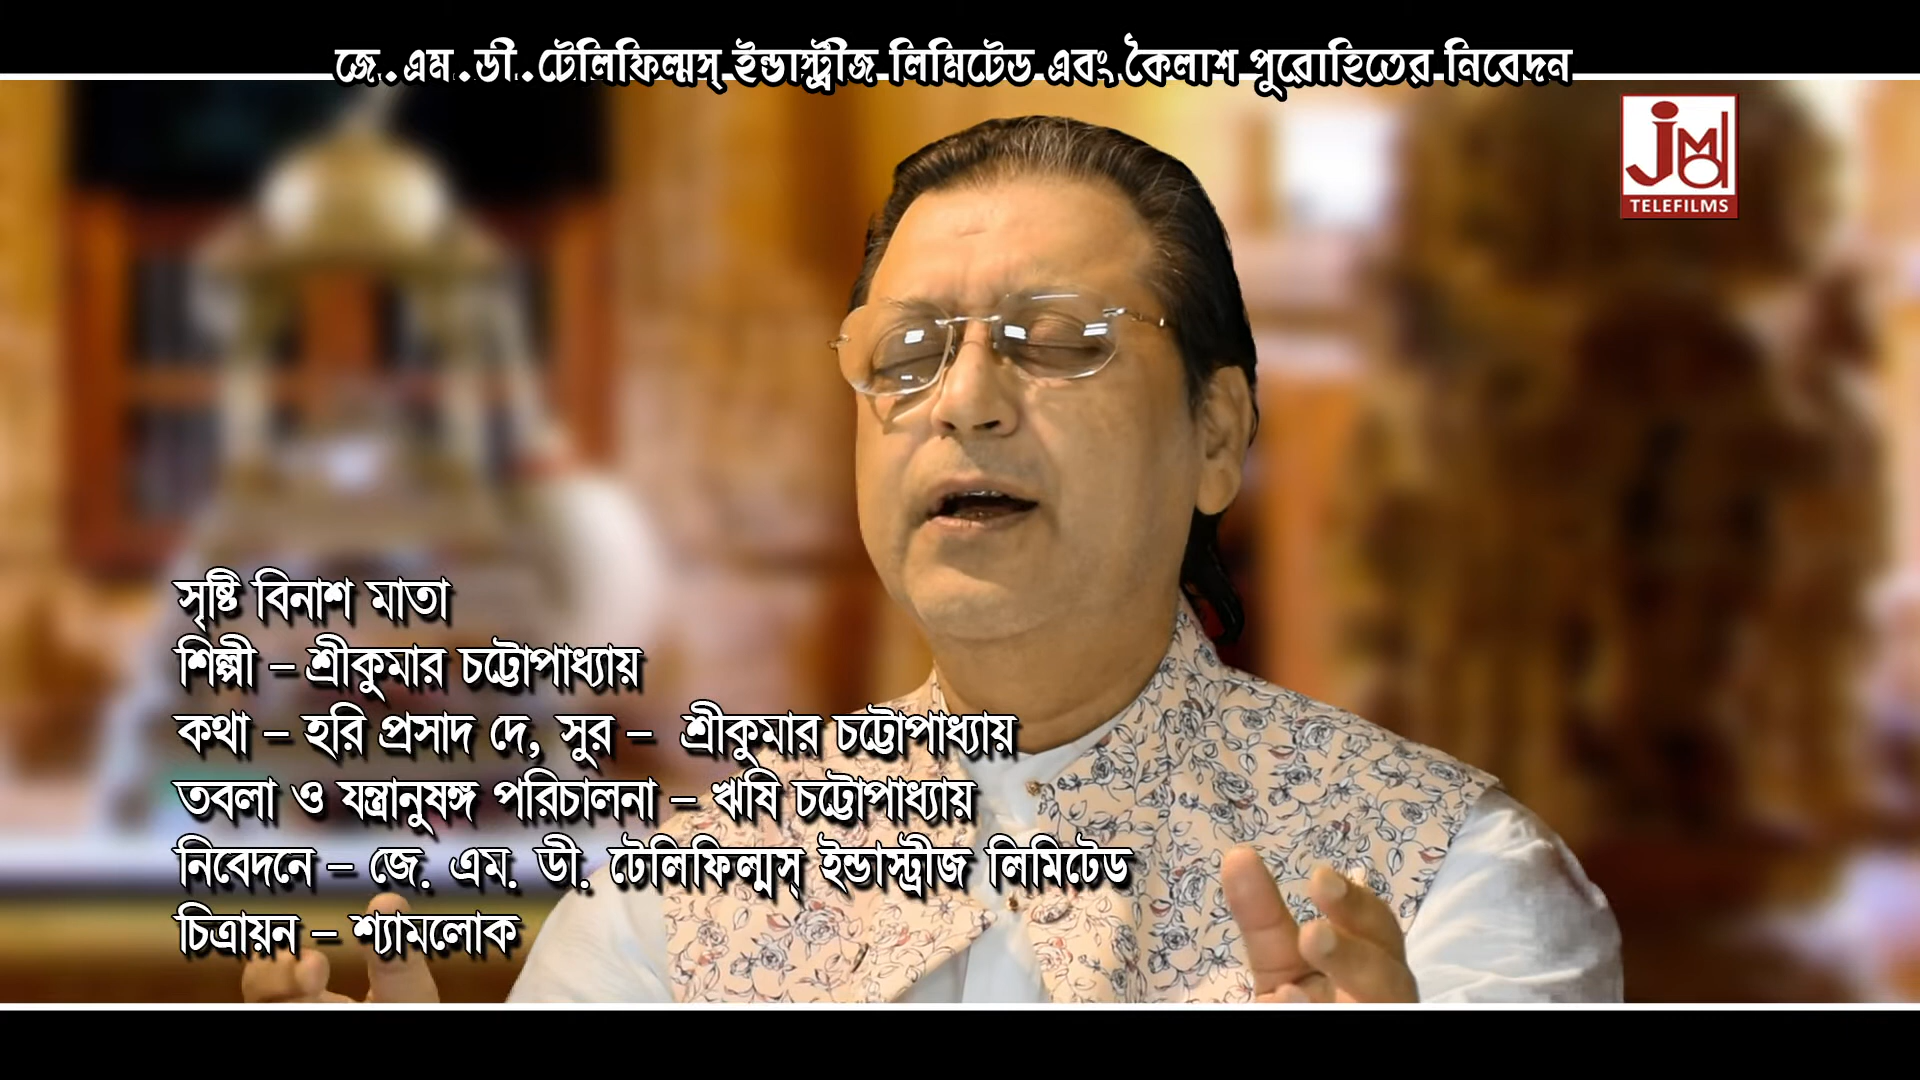 জে.এম.ডী.টেলিফিল্মস্ ইন্ডাস্ট্রীজ লিমিটেড এবং কৈলাশ পুরোহিতের নিবেদন
JMD
TELEFILMS
সৃষ্টি বিনাশ মাতা
শিল্পী – শ্রীকুমার চট্টোপাধ্যায়
কথা – হরি প্রসাদ দে, সুর – শ্রীকুমার চট্টোপাধ্যায়
তবলা ও যন্ত্রানুষঙ্গ পরিচালনা – ঋষি চট্টোপাধ্যায়
নিবেদনে – জে. এম. ডী. টেলিফিল্মস্ ইন্ডাস্ট্রীজ লিমিটেড
চিত্রায়ন – শ্যামলোক